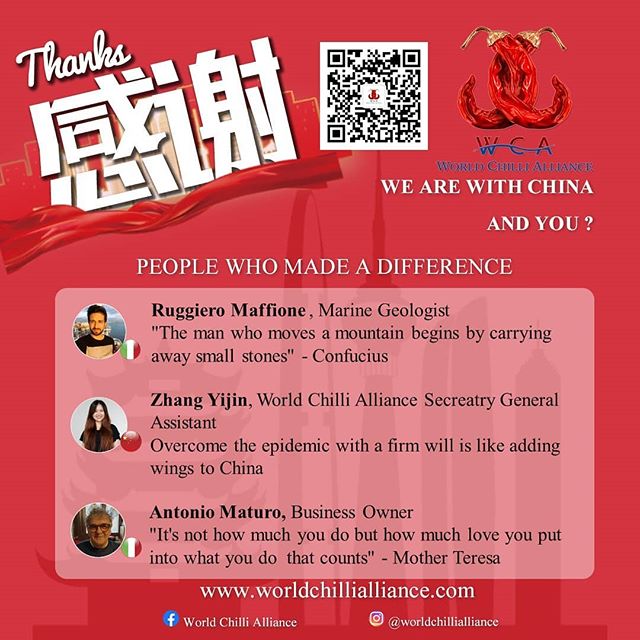 Thanks
感谢
WCA
WORLD CHILLI ALLIANCE
WE ARE WITH CHINA
AND YOU ?
PEOPLE WHO MADE A DIFFERENCE
Ruggiero Maffione , Marine Geologist
"The man who moves a mountain begins by carrying
away small stones" - Confucius
Zhang Yijin, World Chilli Alliance Secreatry General
Assistant
Overcome the epidemic with a firm will is like adding
wings to China
Antonio Maturo, Business Owner
"It's not how much you do but how much love you put
into what you do that counts" - Mother Teresa
www.worldchillialliance.com
World Chilli Alliance
@worldchillialliance